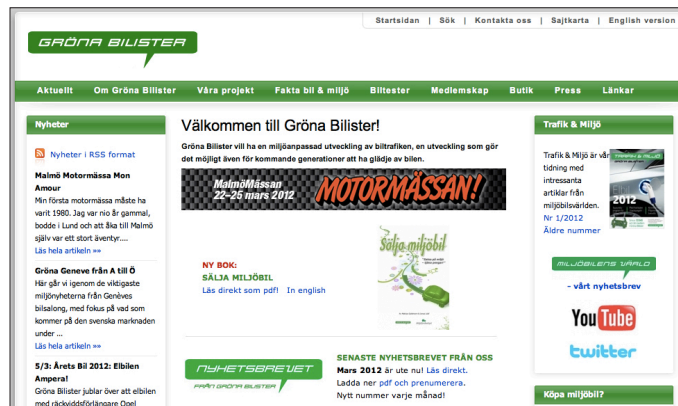 Startsidan | Sök | Kontakta oss | Sajtkarta | English version
GRÖNA BILISTER
Aktuellt Om Gröna Bilister Våra projekt Fakta bil & miljö Biltester Medlemskap Butik Press Länkar
Nyheter
Nyheter i RSS format
Malmö Motormässa Mon
Amour
Min första motormässa måste ha
varit 1980. Jag var nio år gammal,
bodde i Lund och att åka till Malmö
själv var ett stort äventyr....
Läs hela artikeln »»
Gröna Geneve från A till Ö
Här går vi igenom de viktigaste
miljönyheterna från Genèves
bilsalong, med fokus på vad som
kommer på den svenska marknaden
under ...
Läs hela artikeln »»
5/3: Årets Bil 2012: Elbilen
Ampera!
Gröna Bilister jublar över att elbilen
med räckviddsförlängare Opel
Välkommen till Gröna Bilister!
Gröna Bilister vill ha en miljöanpassad utveckling av biltrafiken, en utveckling som gör
det möjligt även för kommande generationer att ha glädje av bilen.
MalmöMässan
22–25 mars 2012
MOTORMÄSSAN!
NY BOK:
SÄLJA MILJÖBIL
Läs direkt som pdf! In english
Sälja miljöbil
NYHETSBREVET
FRÅN GRÖNA BILISTER
SENASTE NYHETSBREVET FRÅN OSS
Mars 2012 är ute nu! Läs direkt.
Ladda ner pdf och prenumerera.
Nytt nummer varje månad!
Trafik & Miljö
Trafik & Miljö är vår
tidning med
intressanta
artiklar från
miljöbilsvärlden.
Nr 1/2012
Äldre nummer
TRAFIK & MILJÖ
2012
MILJÖBILENS VÄRLD
- vårt nyhetsbrev
YouTube
twitter
Köpa miljöbil?